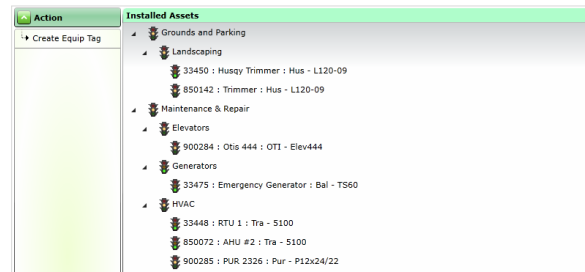 Action
Create Equip Tag
Installed Assets
Grounds and Parking
Landscaping
33450 : Husqy Trimmer : Hus - L120-09
850142 : Trimmer : Hus - L120-09
Maintenance & Repair
Elevators
900284 : Otis 444 : OTI - Elev444
Generators
33475 : Emergency Generator : Bal - TS60
HVAC
33448 : RTU 1 : Tra - 5100
850072 : AHU #2 : Tra - 5100
900285 : PUR 2326 : Pur - P12x24/22